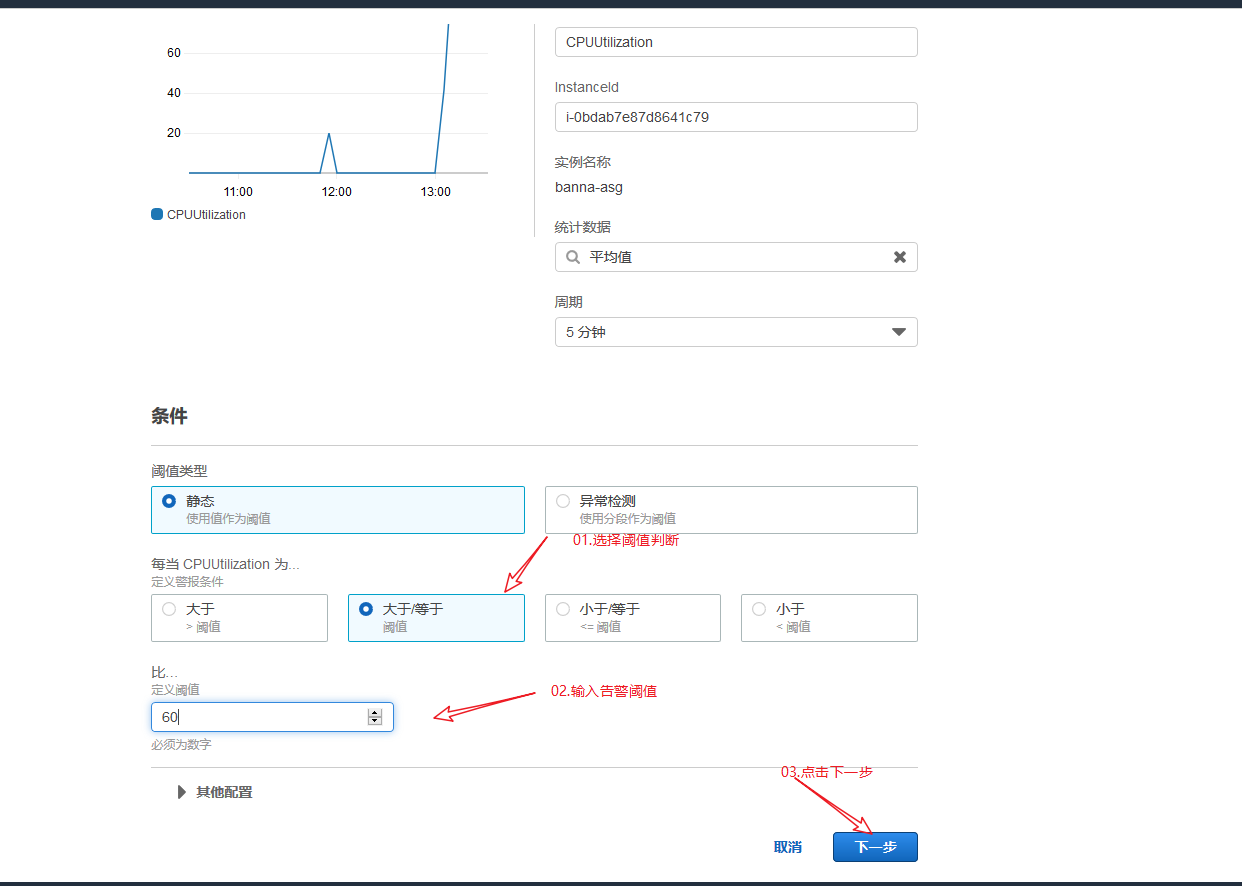 60
40
20
11:00 12:00 13:00
CPUUtilization
CPUUtilization
InstanceId
i-0bdab7e87d8641c79
实例名称
banna-asg
统计数据
平均值
周期
5 分钟
条件
阈值类型
静态
使用值作为阈值
异常检测
使用分段作为阈值
01.选择阈值判断
每当 CPUUtilization 为...
定义警报条件
大于
> 阈值
大于/等于
阈值
小于/等于
<= 阈值
小于
< 阈值
比...
定义阈值
60
必须为数字
02.输入告警阈值
03.点击下一步
其他配置
取消
下一步